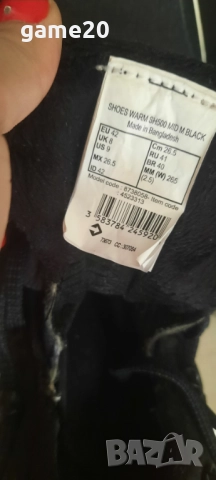 game20
SHOES WARM SH500 MID M BLACK
Made in Bangladesh
EU 42
UK 8
US 9
MX 26.5
ID 42
Cm 26.5
RU 41
BR 40
MM (W) 265
(2.5)
Model code : 8736058- Item code
: 4523313
3 583784 245920
BAZAR